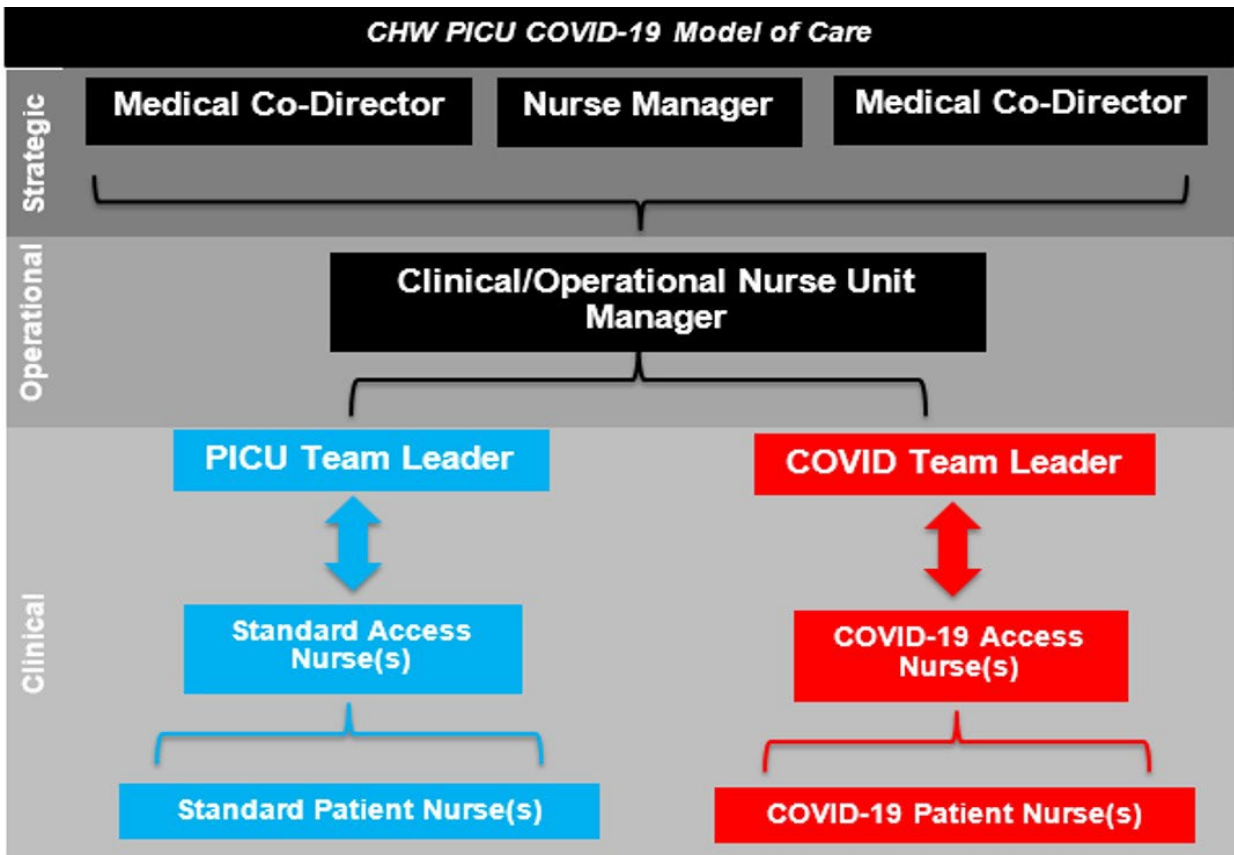 CHW PICU COVID-19 Model of Care
Strategic
Medical Co-Director
Nurse Manager
Medical Co-Director
Operational
Clinical/Operational Nurse Unit
Manager
Clinical
PICU Team Leader
COVID Team Leader
Standard Access
Nurse(s)
COVID-19 Access
Nurse(s)
Standard Patient Nurse(s)
COVID-19 Patient Nurse(s)